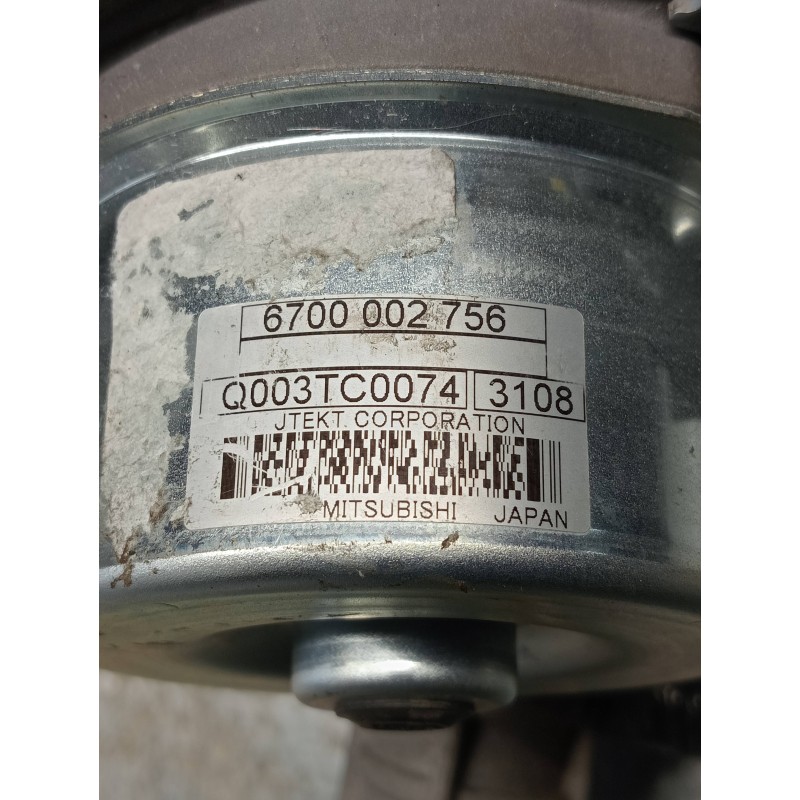 6700 002 756
Q003TC0074 3108
JTEKT CORPORATION
MITSUBISHI JAPAN